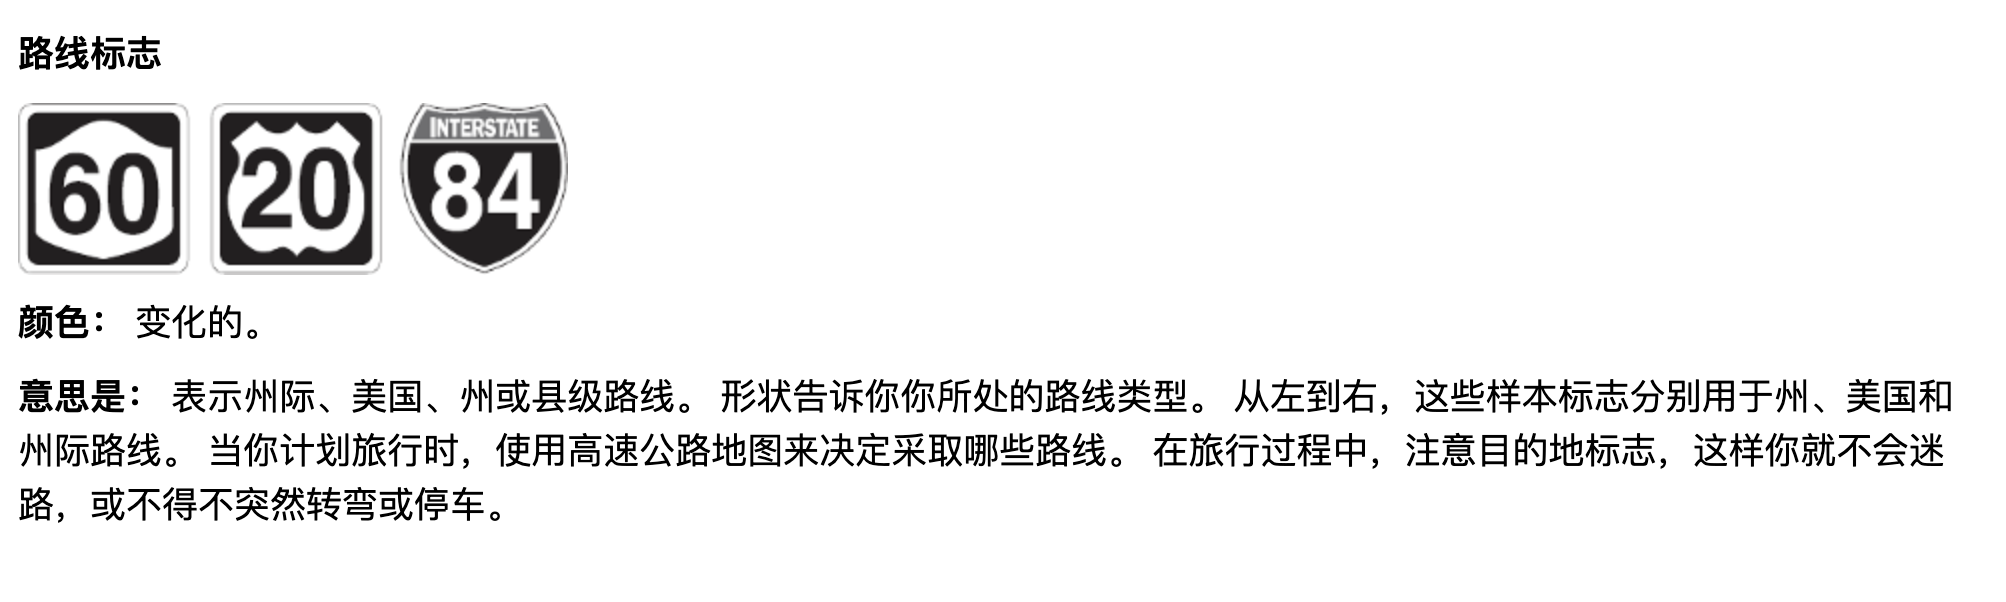 路线标志
60
20
INTERSTATE
84
颜色： 变化的。
意思是： 表示州际、美国、州或县级路线。 形状告诉你你所处的路线类型。 从左到右，这些样本标志分别用于州、美国和
州际路线。 当你计划旅行时，使用高速公路地图来决定采取哪些路线。 在旅行过程中，注意目的地标志，这样你就不会迷
路，或不得不突然转弯或停车。